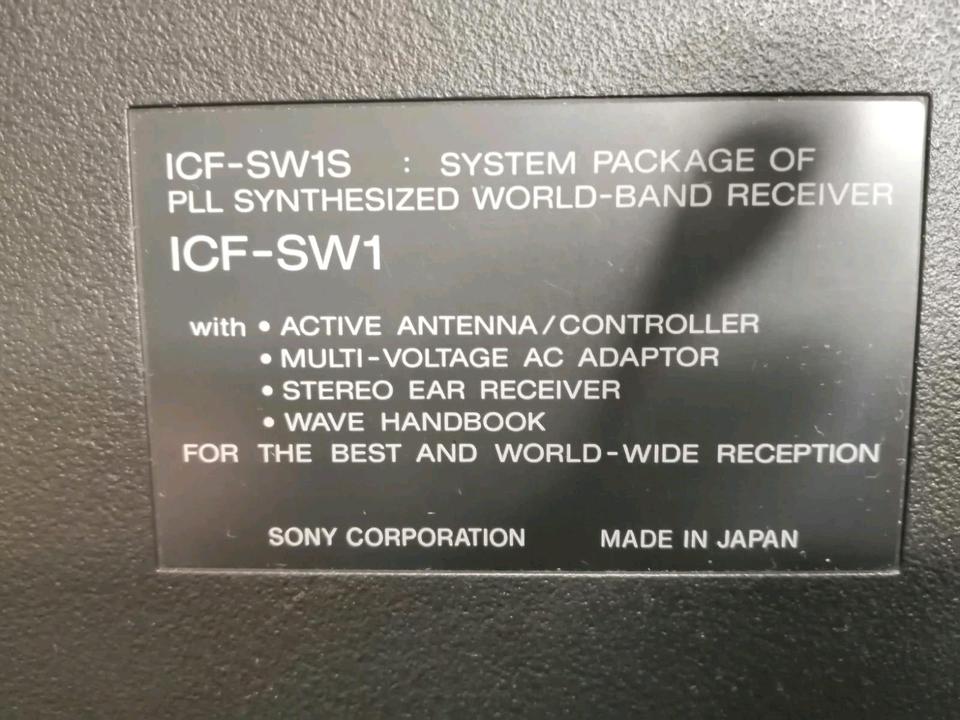 ICF-SW1S : SYSTEM PACKAGE OF
PLL SYNTHESIZED WORLD-BAND RECEIVER
ICF-SW1
with • ACTIVE ANTENNA/CONTROLLER
• MULTI-VOLTAGE AC ADAPTOR
• STEREO EAR RECEIVER
• WAVE HANDBOOK
FOR THE BEST AND WORLD-WIDE RECEPTION
SONY CORPORATION MADE IN JAPAN